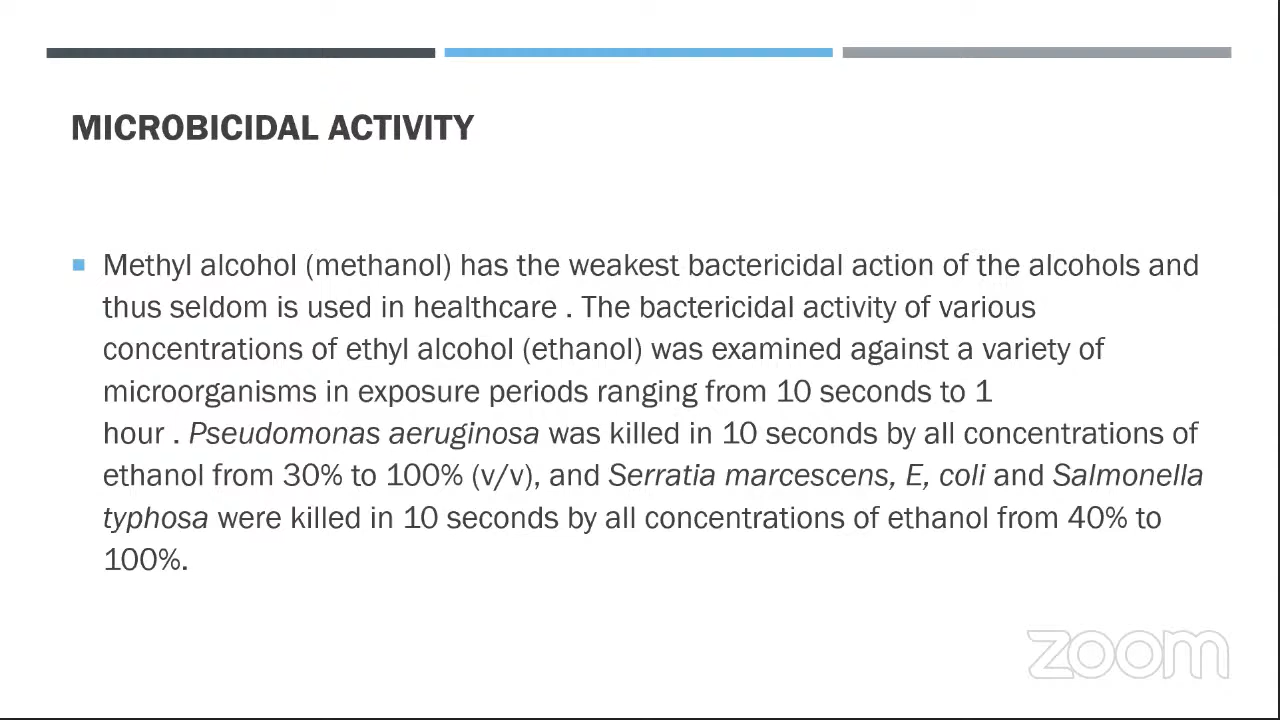 MICROBICIDAL ACTIVITY
Methyl alcohol (methanol) has the weakest bactericidal action of the alcohols and
thus seldom is used in healthcare . The bactericidal activity of various
concentrations of ethyl alcohol (ethanol) was examined against a variety of
microorganisms in exposure periods ranging from 10 seconds to 1
hour . Pseudomonas aeruginosa was killed in 10 seconds by all concentrations of
ethanol from 30% to 100% (v/v), and Serratia marcescens, E, coli and Salmonella
typhosa were killed in 10 seconds by all concentrations of ethanol from 40% to
100%.
zoom